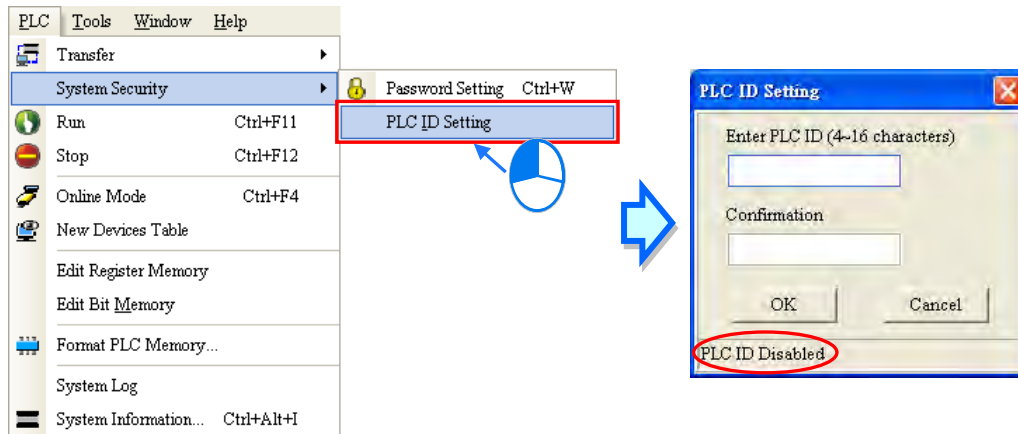 PLC Tools Window Help
Transfer
System Security
Run Ctrl+F11
Stop Ctrl+F12
Online Mode Ctrl+F4
New Devices Table
Edit Register Memory
Edit Bit Memory
Format PLC Memory...
System Log
System Information... Ctrl+Alt+I
Password Setting Ctrl+W
PLC ID Setting
PLC ID Setting
Enter PLC ID (4~16 characters)
Confirmation
OK Cancel
PLC ID Disabled